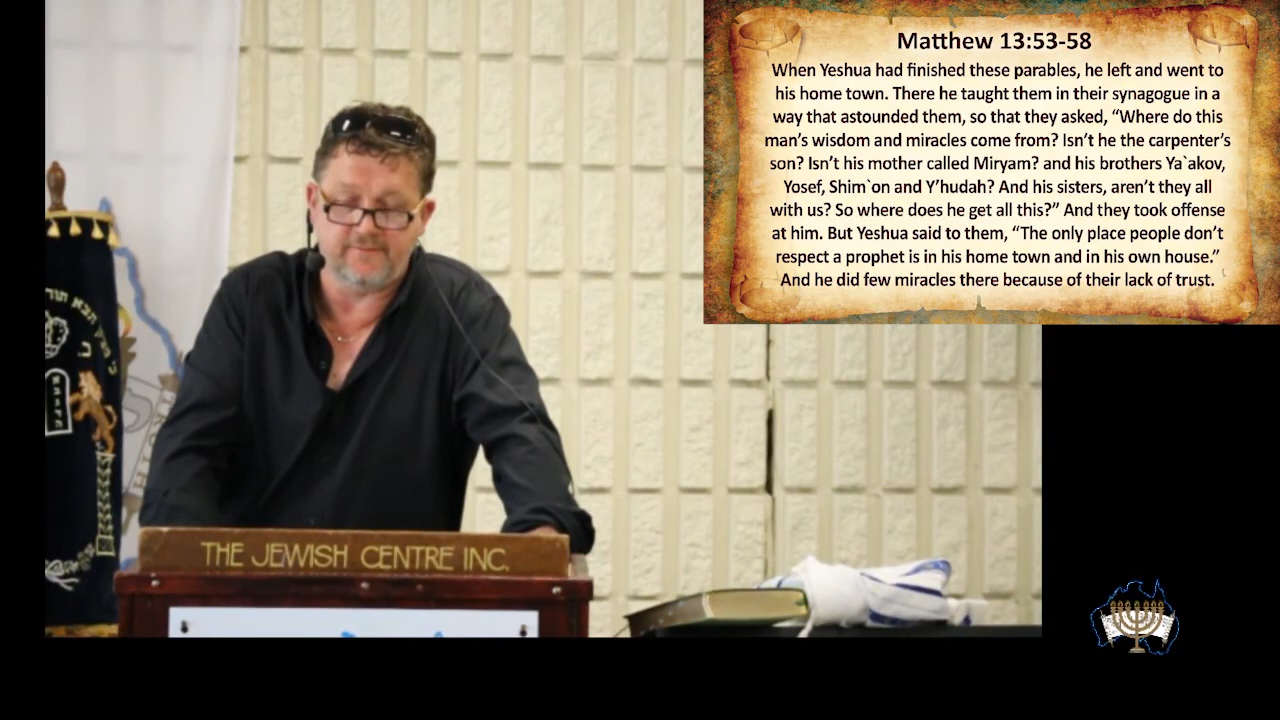 Matthew 13:53-58
When Yeshua had finished these parables, he left and went to
his home town. There he taught them in their synagogue in a
way that astounded them, so that they asked, “Where do this
man’s wisdom and miracles come from? Isn’t he the carpenter’s
son? Isn’t his mother called Miryam? and his brothers Ya`akov,
Yosef, Shim`on and Y’hudah? And his sisters, aren’t they all
with us? So where does he get all this?” And they took offense
at him. But Yeshua said to them, “The only place people don’t
respect a prophet is in his home town and in his own house.”
And he did few miracles there because of their lack of trust.
THE JEWISH CENTRE INC.